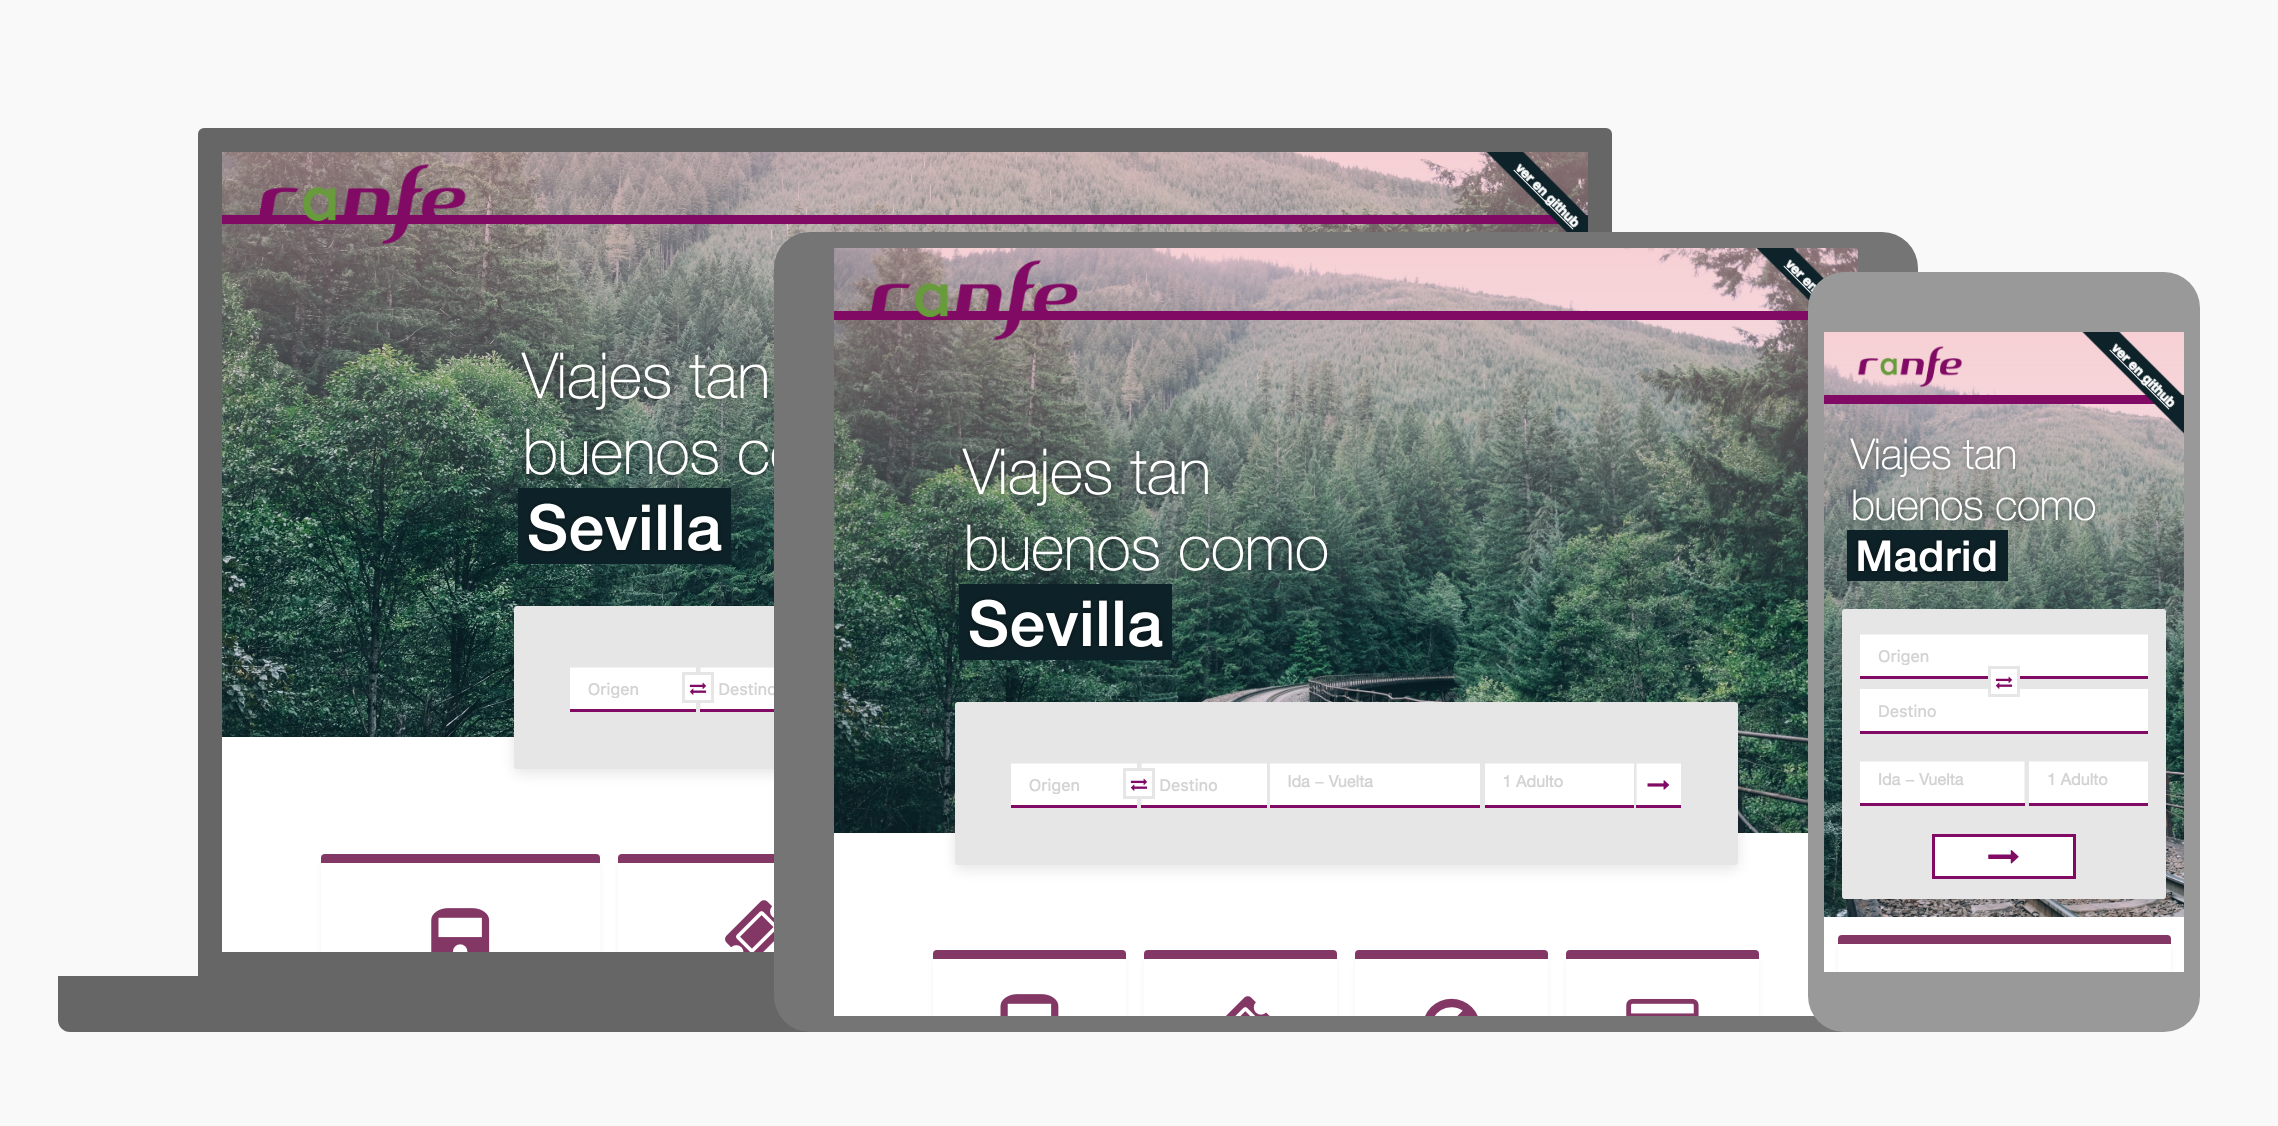 ranfe
ver en github
Viajes tan
buenos c
Sevilla
Origen
Destino
ranfe
ver en
Viajes tan
buenos como
Sevilla
Origen
Destino
Ida – Vuelta
1 Adulto
ranfe
ver en github
Viajes tan
buenos como
Madrid
Origen
Destino
Ida – Vuelta
1 Adulto